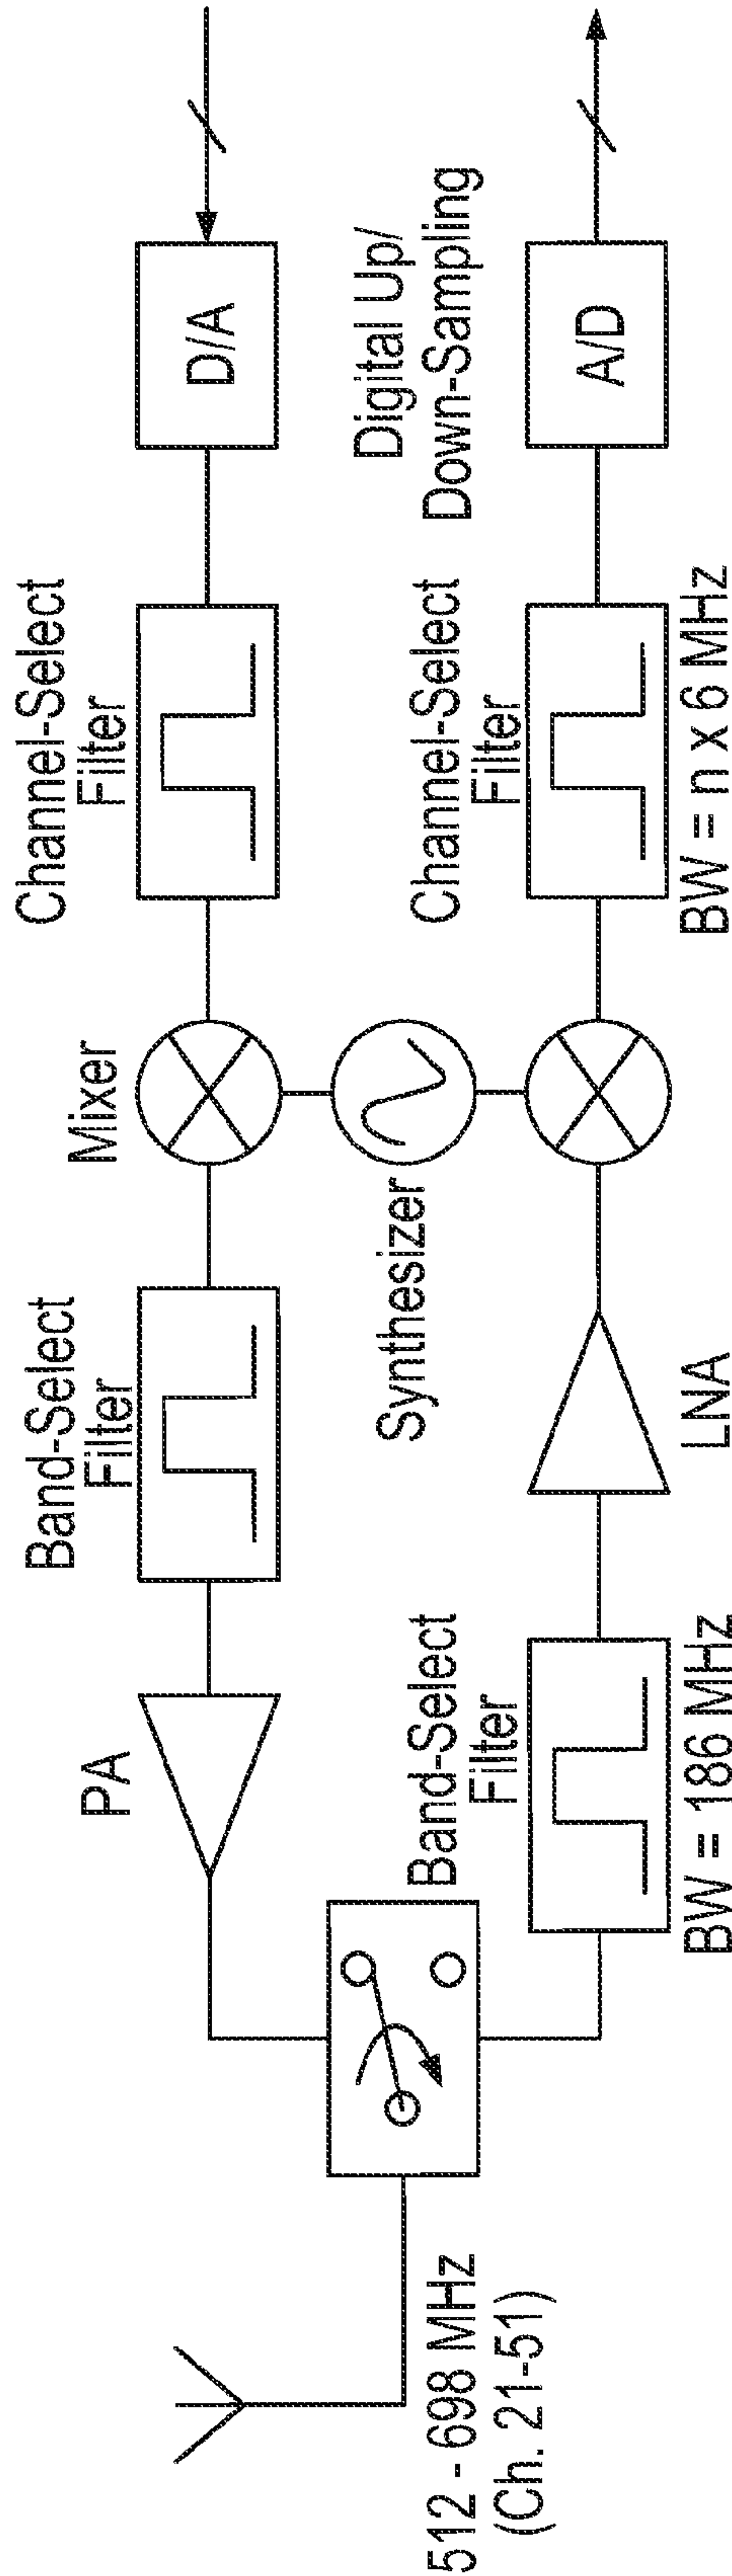 512 - 698 MHz
(Ch. 21-51)
PA
Band-Select
Filter
Mixer
Channel-Select
Filter
D/A
Synthesizer
Digital Up/
Down-Sampling
Band-Select
Filter
BW = 186 MHz
LNA
Channel-Select
Filter
BW = n x 6 MHz
A/D